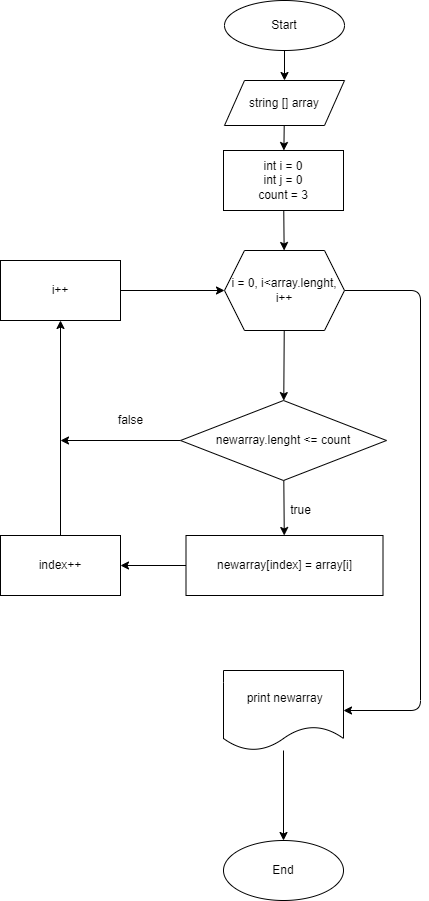 Start
string [] array
int i = 0
int j = 0
count = 3
i = 0, i<array.lenght,
i++
i++
false
newarray.lenght <= count
true
index++
newarray[index] = array[i]
print newarray
End